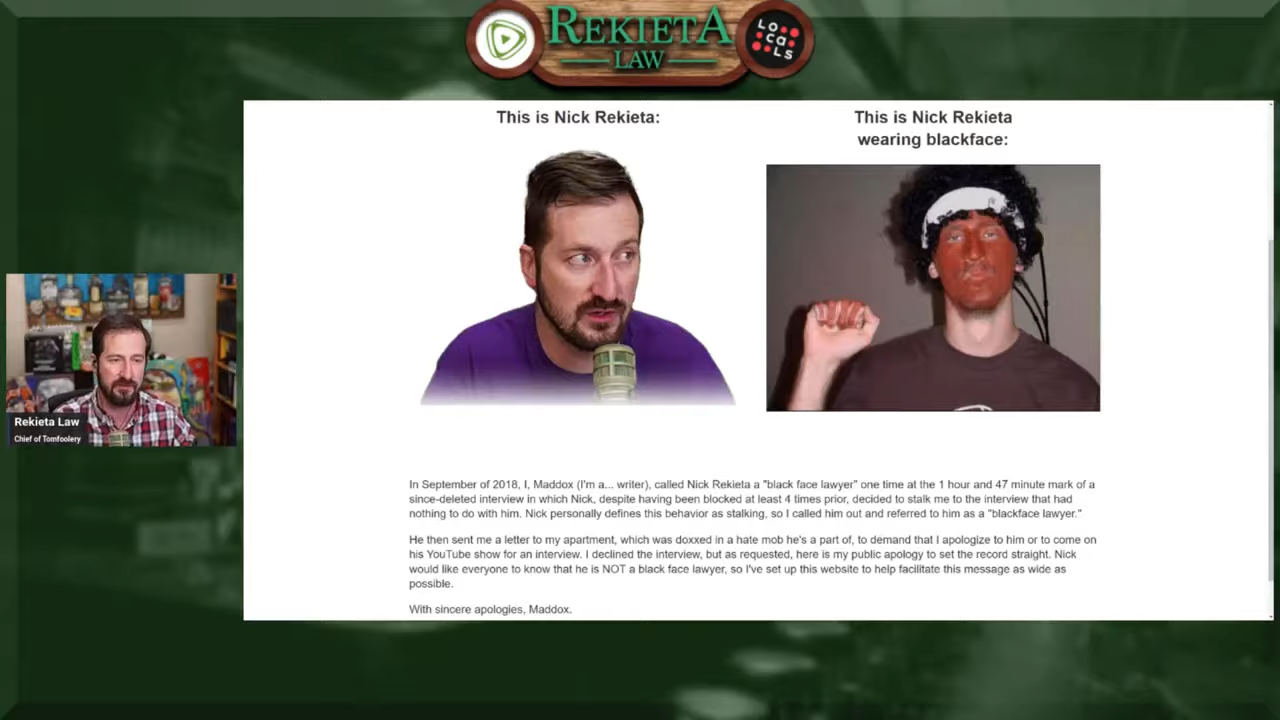 REKIETA
LAW
LOcaLS
This is Nick Rekieta:
This is Nick Rekieta
wearing blackface:
Rekieta Law
Chief of Tomfoolery
In September of 2018, I, Maddox (I'm a... writer), called Nick Rekieta a "black face lawyer" one time at the 1 hour and 47 minute mark of a
since-deleted interview in which Nick, despite having been blocked at least 4 times prior, decided to stalk me to the interview that had
nothing to do with him. Nick personally defines this behavior as stalking, so I called him out and referred to him as a "blackface lawyer."
He then sent me a letter to my apartment, which was doxxed in a hate mob he's a part of, to demand that I apologize to him or to come on
his YouTube show for an interview. I declined the interview, but as requested, here is my public apology to set the record straight. Nick
would like everyone to know that he is NOT a black face lawyer, so I've set up this website to help facilitate this message as wide as
possible.
With sincere apologies, Maddox.